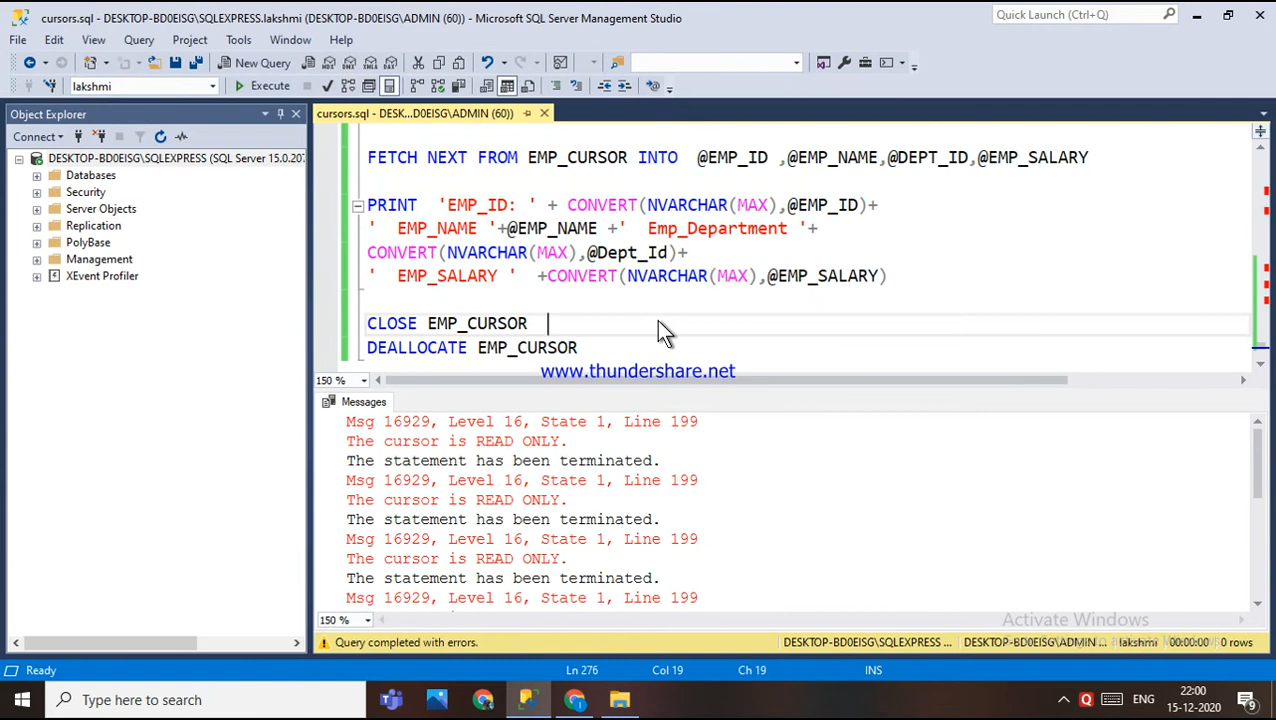 cursors.sql - DESKTOP-BD0EISG\SQLEXPRESS.lakshmi (DESKTOP-BD0EISG\ADMIN (60)) - Microsoft SQL Server Management Studio
Quick Launch (Ctrl+Q)
File Edit View Query Project Tools Window Help
New Query
MDX DMX XMLA DAX
lakshmi
Execute
Object Explorer
cursors.sql - DESK...D0EISG\ADMIN (60))
Connect
DESKTOP-BD0EISG\SQLEXPRESS (SQL Server 15.0.20
Databases
Security
Server Objects
Replication
PolyBase
Management
XEvent Profiler
FETCH NEXT FROM EMP_CURSOR INTO @EMP_ID ,@EMP_NAME,@DEPT_ID,@EMP_SALARY
PRINT 'EMP_ID: ' + CONVERT(NVARCHAR(MAX),@EMP_ID)+
' EMP_NAME '+@EMP_NAME +' Emp_Department '+
CONVERT(NVARCHAR(MAX),@Dept_Id)+
' EMP_SALARY ' +CONVERT(NVARCHAR(MAX),@EMP_SALARY)
CLOSE EMP_CURSOR
DEALLOCATE EMP_CURSOR
www.thundershare.net
150 %
Messages
Msg 16929, Level 16, State 1, Line 199
The cursor is READ ONLY.
The statement has been terminated.
Msg 16929, Level 16, State 1, Line 199
The cursor is READ ONLY.
The statement has been terminated.
Msg 16929, Level 16, State 1, Line 199
The cursor is READ ONLY.
The statement has been terminated.
Msg 16929, Level 16, State 1, Line 199
150 %
Activate Windows
Query completed with errors.
DESKTOP-BD0EISG\SQLEXPRESS ... DESKTOP-BD0EISG\ADMIN ... lakshmi 00:00:00 0 rows
Ready
Ln 276 Col 19 Ch 19 INS
Type here to search
ENG
22:00
15-12-2020
9